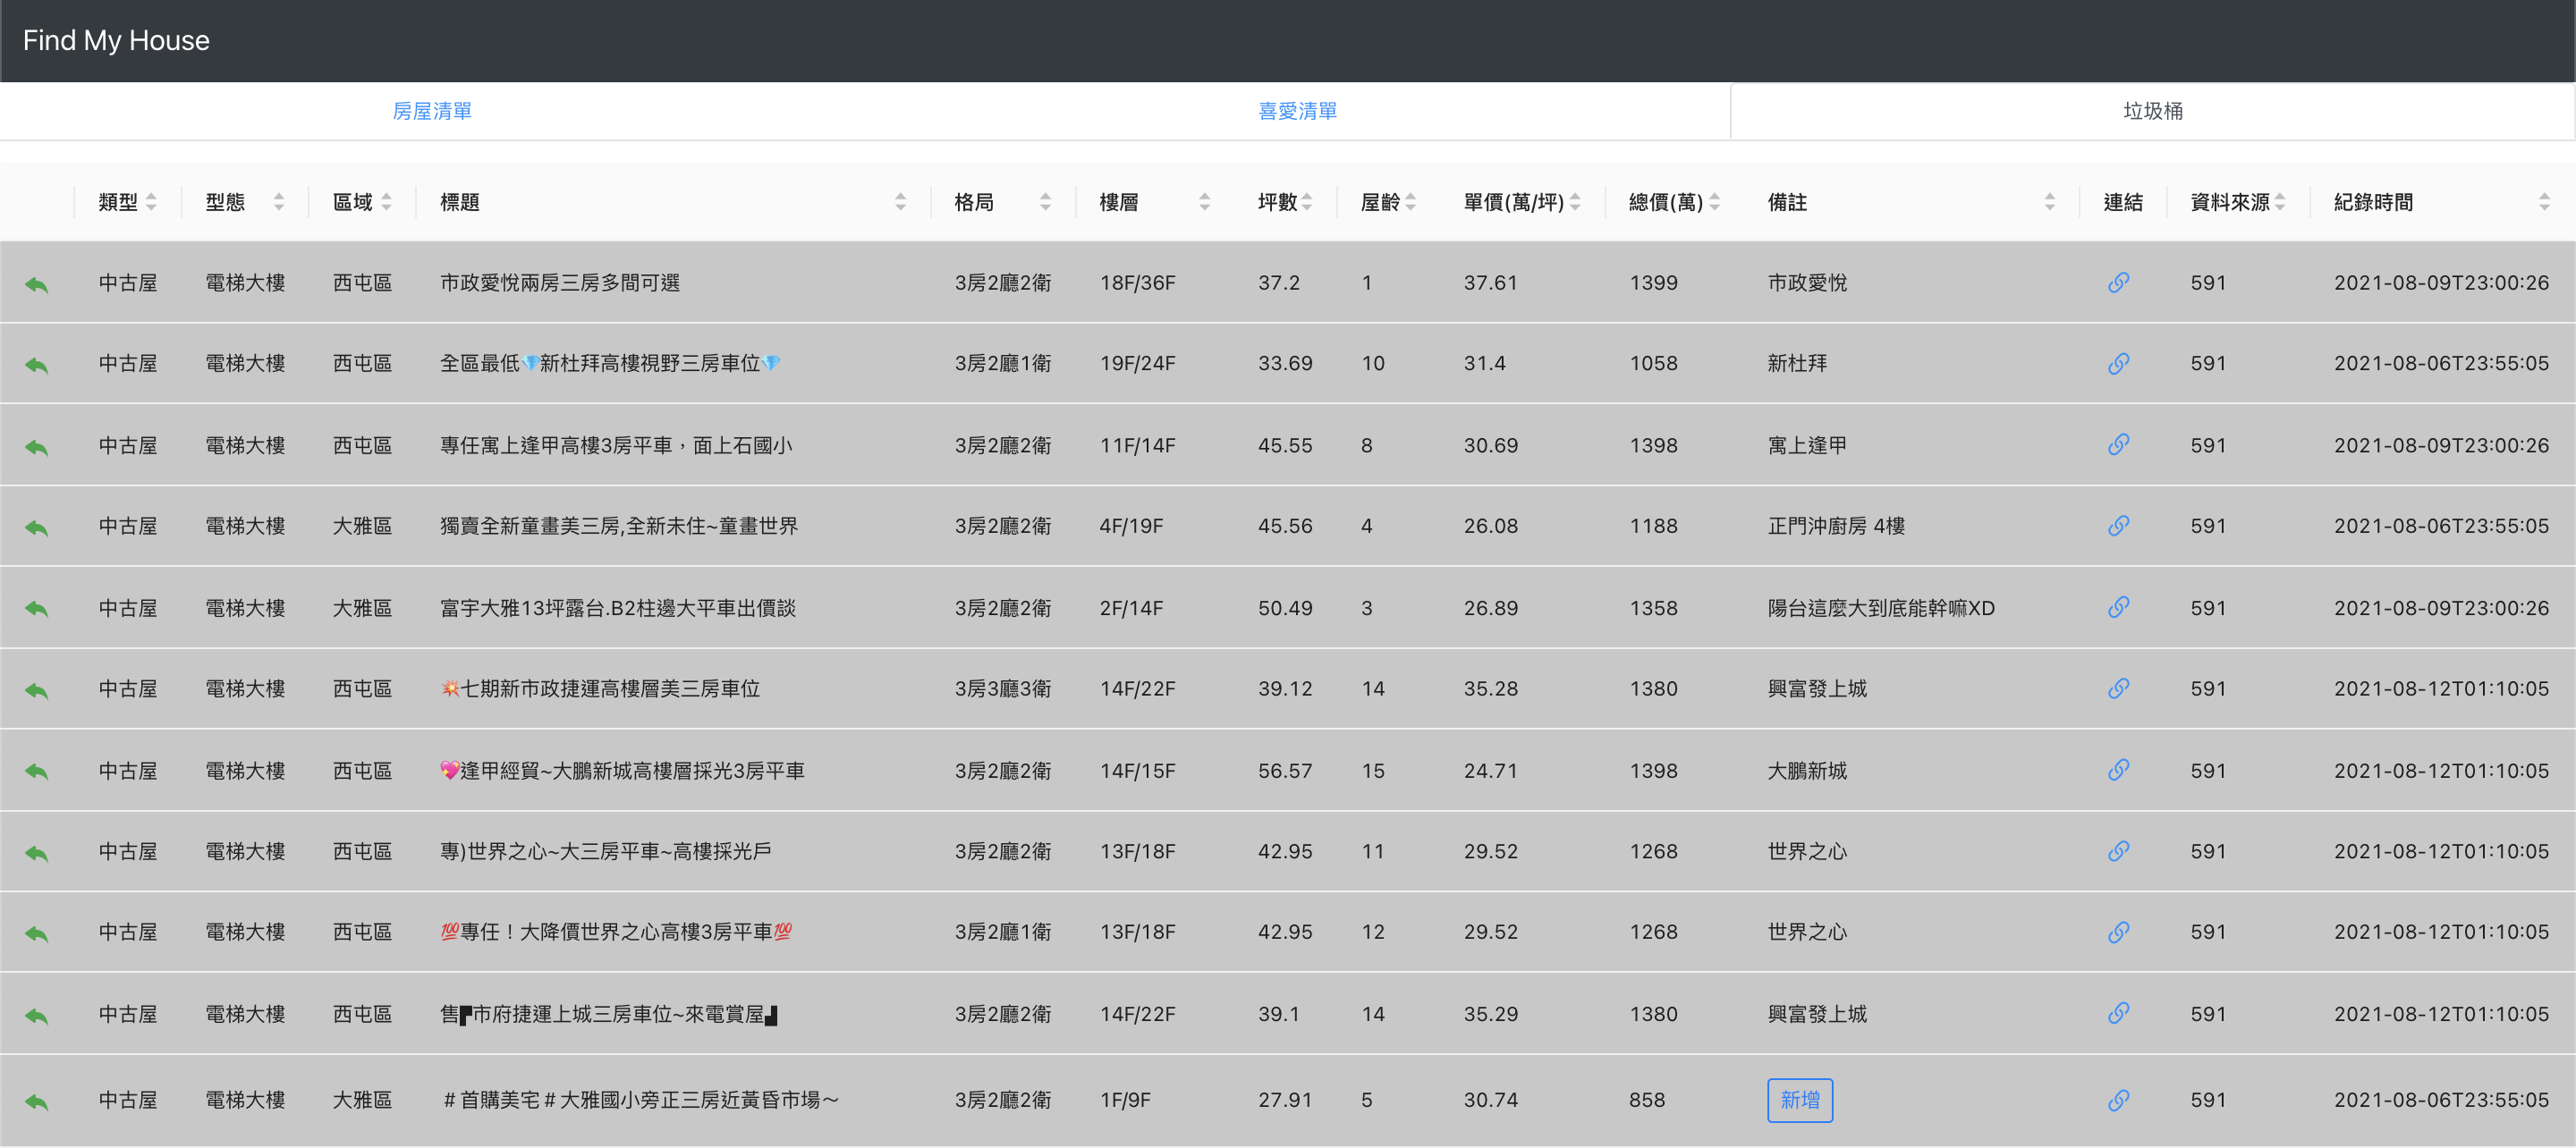 Find My House
房屋清單 喜愛清單 垃圾桶
類型 型態 區域 標題 格局 樓層 坪數 屋齡 單價(萬/坪) 總價(萬) 備註 連結 資料來源 紀錄時間
中古屋 電梯大樓 西屯區 市政愛悅兩房三房多間可選 3房2廳2衛 18F/36F 37.2 1 37.61 1399 市政愛悅 591 2021-08-09T23:00:26
中古屋 電梯大樓 西屯區 全區最低💎新杜拜高樓視野三房車位💎 3房2廳1衛 19F/24F 33.69 10 31.4 1058 新杜拜 591 2021-08-06T23:55:05
中古屋 電梯大樓 西屯區 專任寓上逢甲高樓3房平車，面上石國小 3房2廳2衛 11F/14F 45.55 8 30.69 1398 寓上逢甲 591 2021-08-09T23:00:26
中古屋 電梯大樓 大雅區 獨賣全新童畫美三房,全新未住~童畫世界 3房2廳2衛 4F/19F 45.56 4 26.08 1188 正門沖廚房 4樓 591 2021-08-06T23:55:05
中古屋 電梯大樓 大雅區 富宇大雅13坪露台.B2柱邊大平車出價談 3房2廳2衛 2F/14F 50.49 3 26.89 1358 陽台這麼大到底能幹嘛XD 591 2021-08-09T23:00:26
中古屋 電梯大樓 西屯區 💥七期新市政捷運高樓層美三房車位 3房3廳3衛 14F/22F 39.12 14 35.28 1380 興富發上城 591 2021-08-12T01:10:05
中古屋 電梯大樓 西屯區 💖逢甲經貿~大鵬新城高樓層採光3房平車 3房2廳2衛 14F/15F 56.57 15 24.71 1398 大鵬新城 591 2021-08-12T01:10:05
中古屋 電梯大樓 西屯區 專)世界之心~大三房平車~高樓採光戶 3房2廳2衛 13F/18F 42.95 11 29.52 1268 世界之心 591 2021-08-12T01:10:05
中古屋 電梯大樓 西屯區 💯專任！大降價世界之心高樓3房平車💯 3房2廳1衛 13F/18F 42.95 12 29.52 1268 世界之心 591 2021-08-12T01:10:05
中古屋 電梯大樓 西屯區 售▛市府捷運上城三房車位~來電賞屋▟ 3房2廳2衛 14F/22F 39.1 14 35.29 1380 興富發上城 591 2021-08-12T01:10:05
中古屋 電梯大樓 大雅區 ＃首購美宅＃大雅國小旁正三房近黃昏市場～ 3房2廳2衛 1F/9F 27.91 5 30.74 858 新增 591 2021-08-06T23:55:05